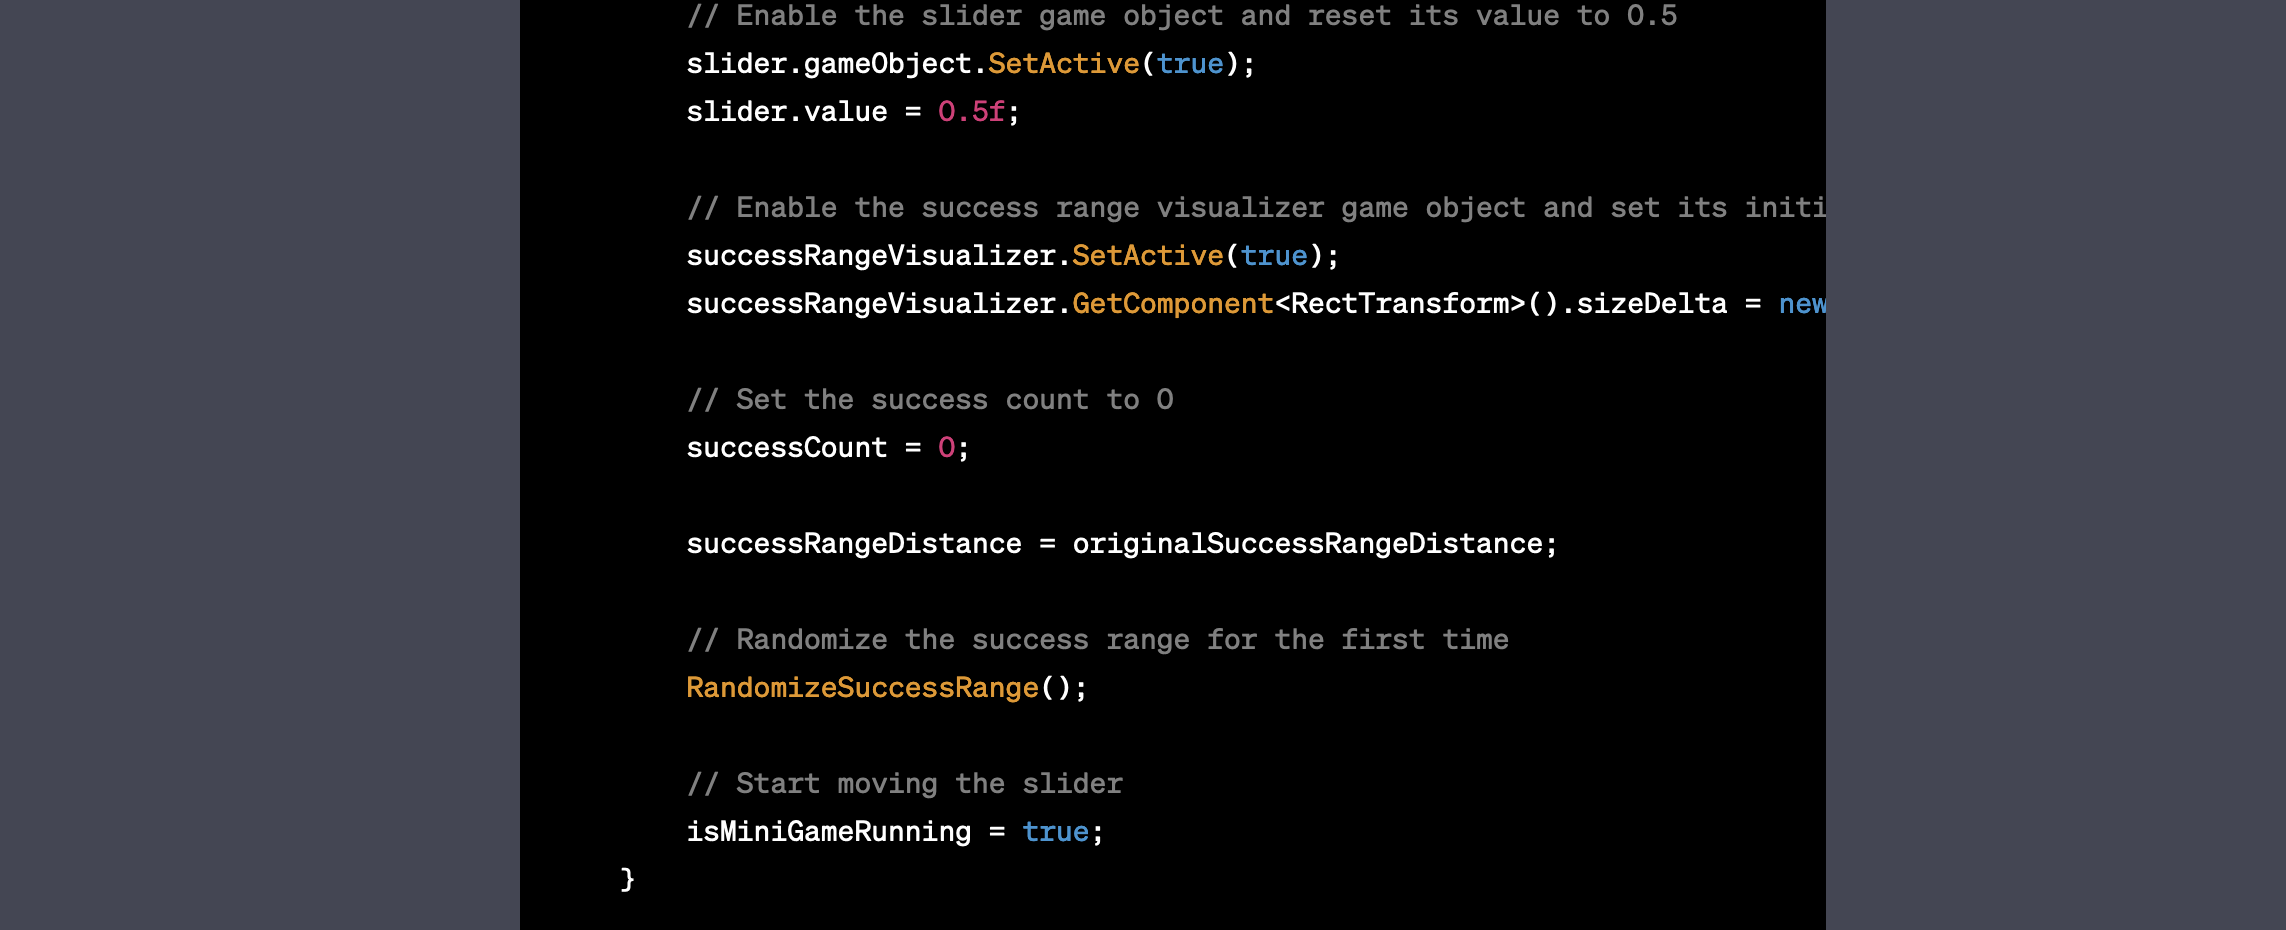 // Enable the slider game object and reset its value to 0.5
slider.gameObject.SetActive(true);
slider.value = 0.5f;
// Enable the success range visualizer game object and set its initi
successRangeVisualizer.SetActive(true);
successRangeVisualizer.GetComponent<RectTransform>().sizeDelta = new
// Set the success count to 0
successCount = 0;
successRangeDistance = originalSuccessRangeDistance;
// Randomize the success range for the first time
RandomizeSuccessRange();
// Start moving the slider
isMiniGameRunning = true;
}